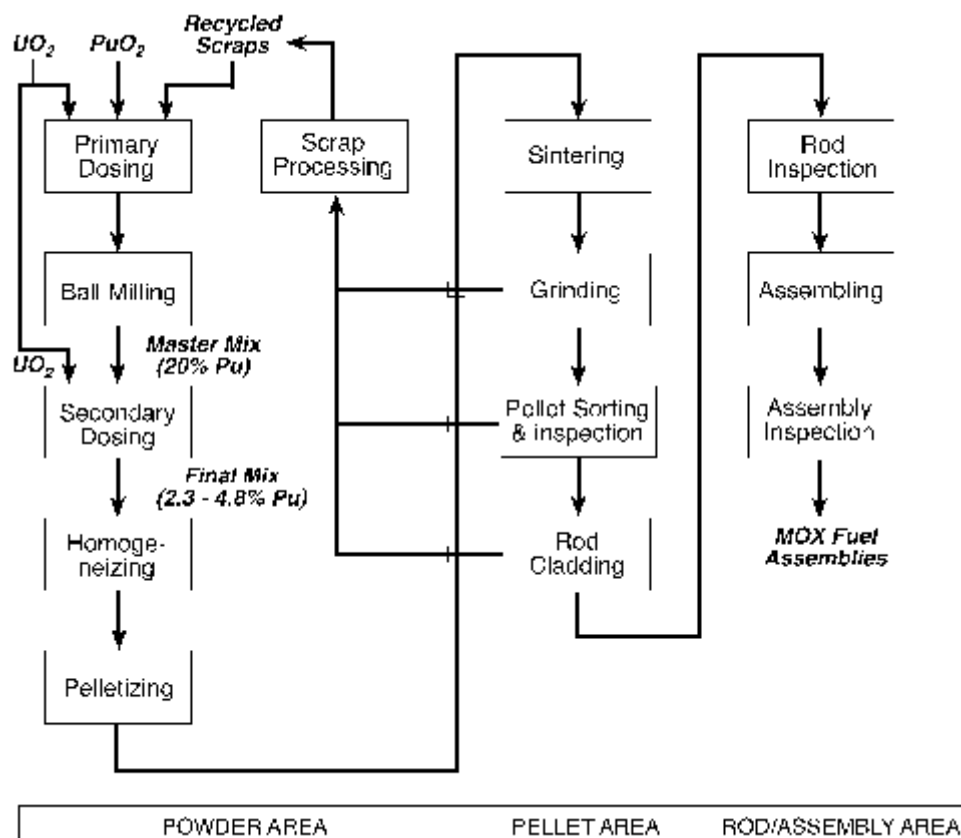 UO₂
PuO₂
Recycled
Scraps
Primary
Dosing
Scrap
Processing
Ball Milling
Master Mix
(20% Pu)
UO₂
Secondary
Dosing
Final Mix
(2.3 - 4.8% Pu)
Homoge-
neizing
Pelletizing
Sintering
Grinding
Pellet Sorting
& inspection
Rod
Cladding
Rod
Inspection
Assembling
Assembly
Inspection
MOX Fuel
Assemblies
POWDER AREA
PELLET AREA
ROD/ASSEMBLY AREA